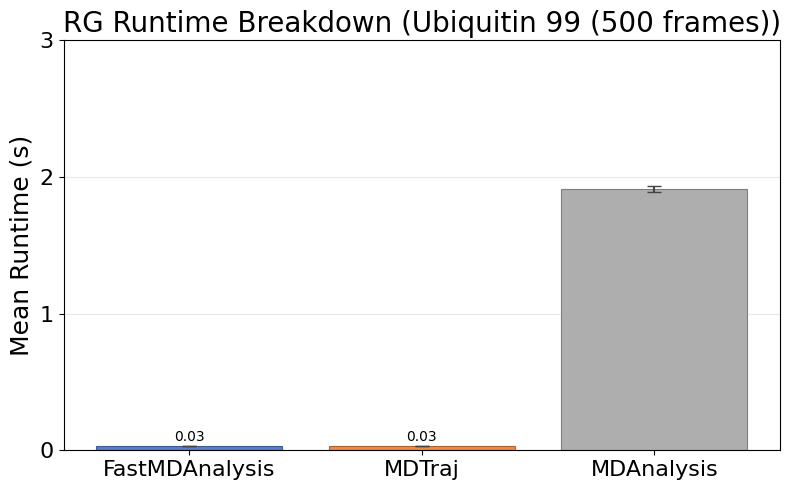 RG Runtime Breakdown (Ubiquitin 99 (500 frames))
Mean Runtime (s)
3
2
1
0
0.03
0.03
FastMDAnalysis
MDTraj
MDAnalysis